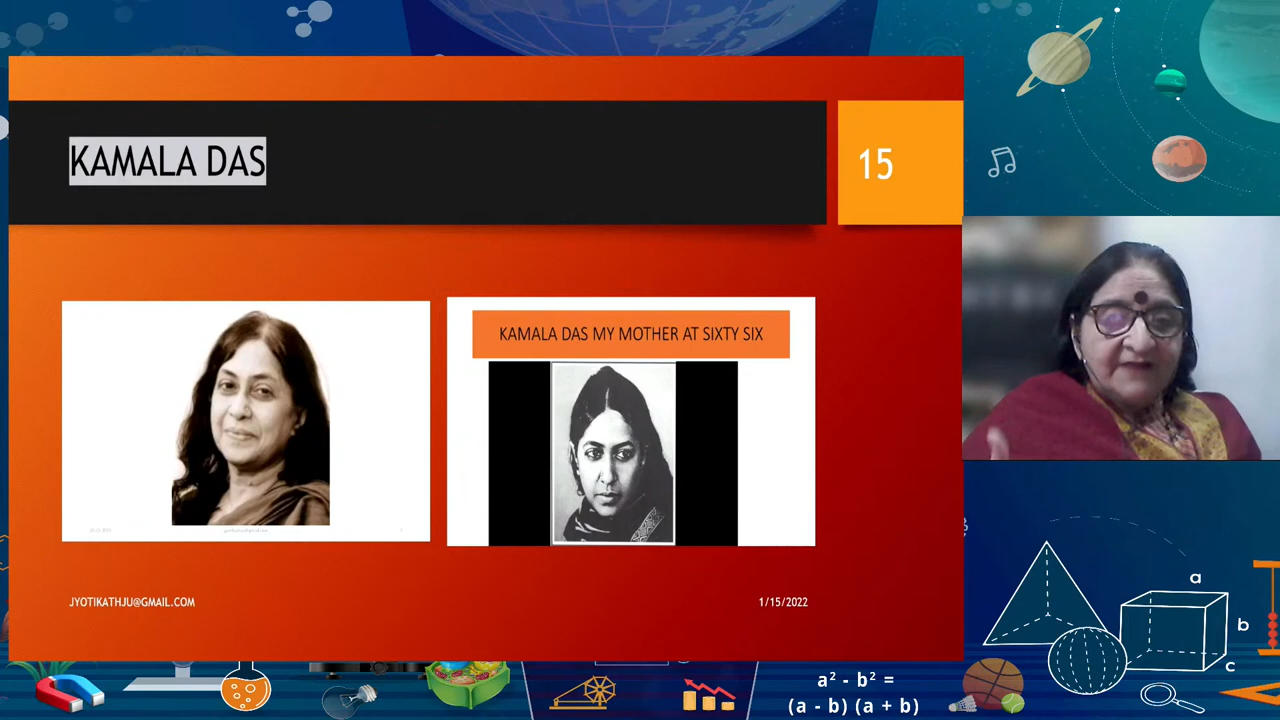 KAMALA DAS
15
KAMALA DAS MY MOTHER AT SIXTY SIX
JYOTIKATHJU@GMAIL.COM
1/15/2022
a
b
c
a² - b² =
(a - b) (a + b)